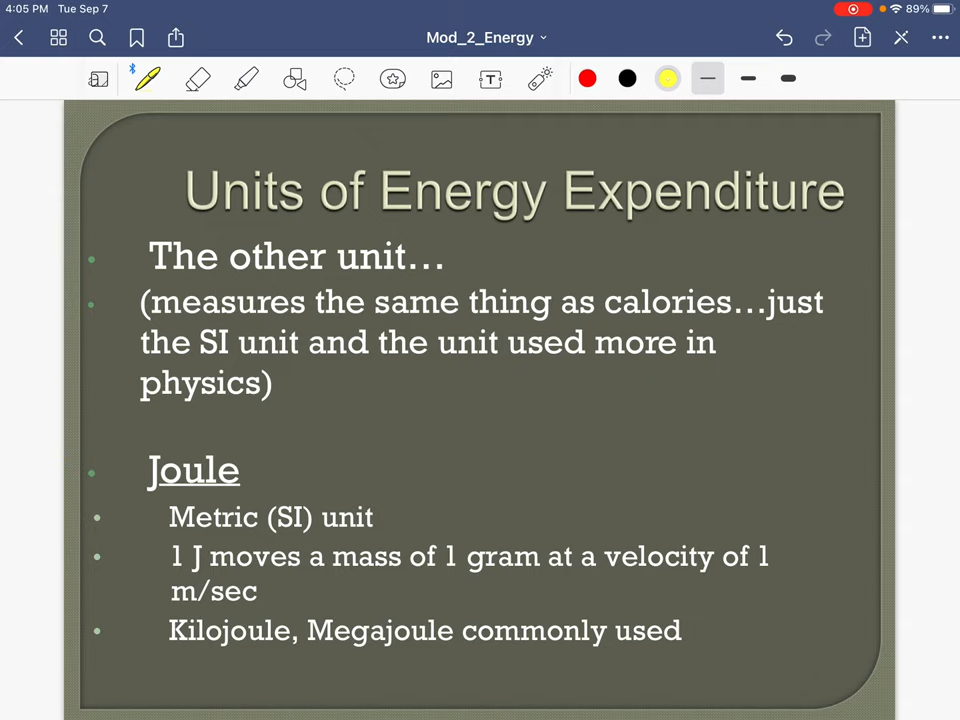 4:05 PM Tue Sep 7
89%
Mod_2_Energy
T
Units of Energy Expenditure
• The other unit…
• (measures the same thing as calories…just
the SI unit and the unit used more in
physics)
• Joule
• Metric (SI) unit
• 1 J moves a mass of 1 gram at a velocity of 1
m/sec
• Kilojoule, Megajoule commonly used